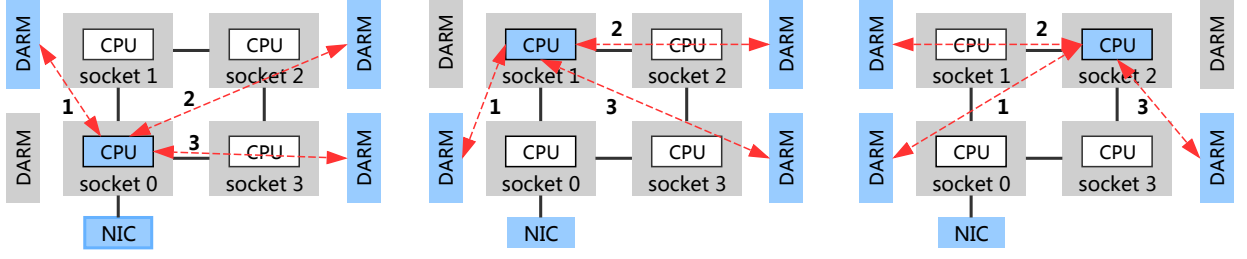 DARM CPU CPU DARM
socket 1 socket 2
1 2
DARM CPU 3 CPU DARM
socket 0 socket 3
NIC
DARM CPU 2 CPU DARM
socket 1 socket 2
1 3
DARM CPU CPU DARM
socket 0 socket 3
NIC
DARM CPU 2 CPU DARM
socket 1 socket 2
1 3
DARM CPU CPU DARM
socket 0 socket 3
NIC